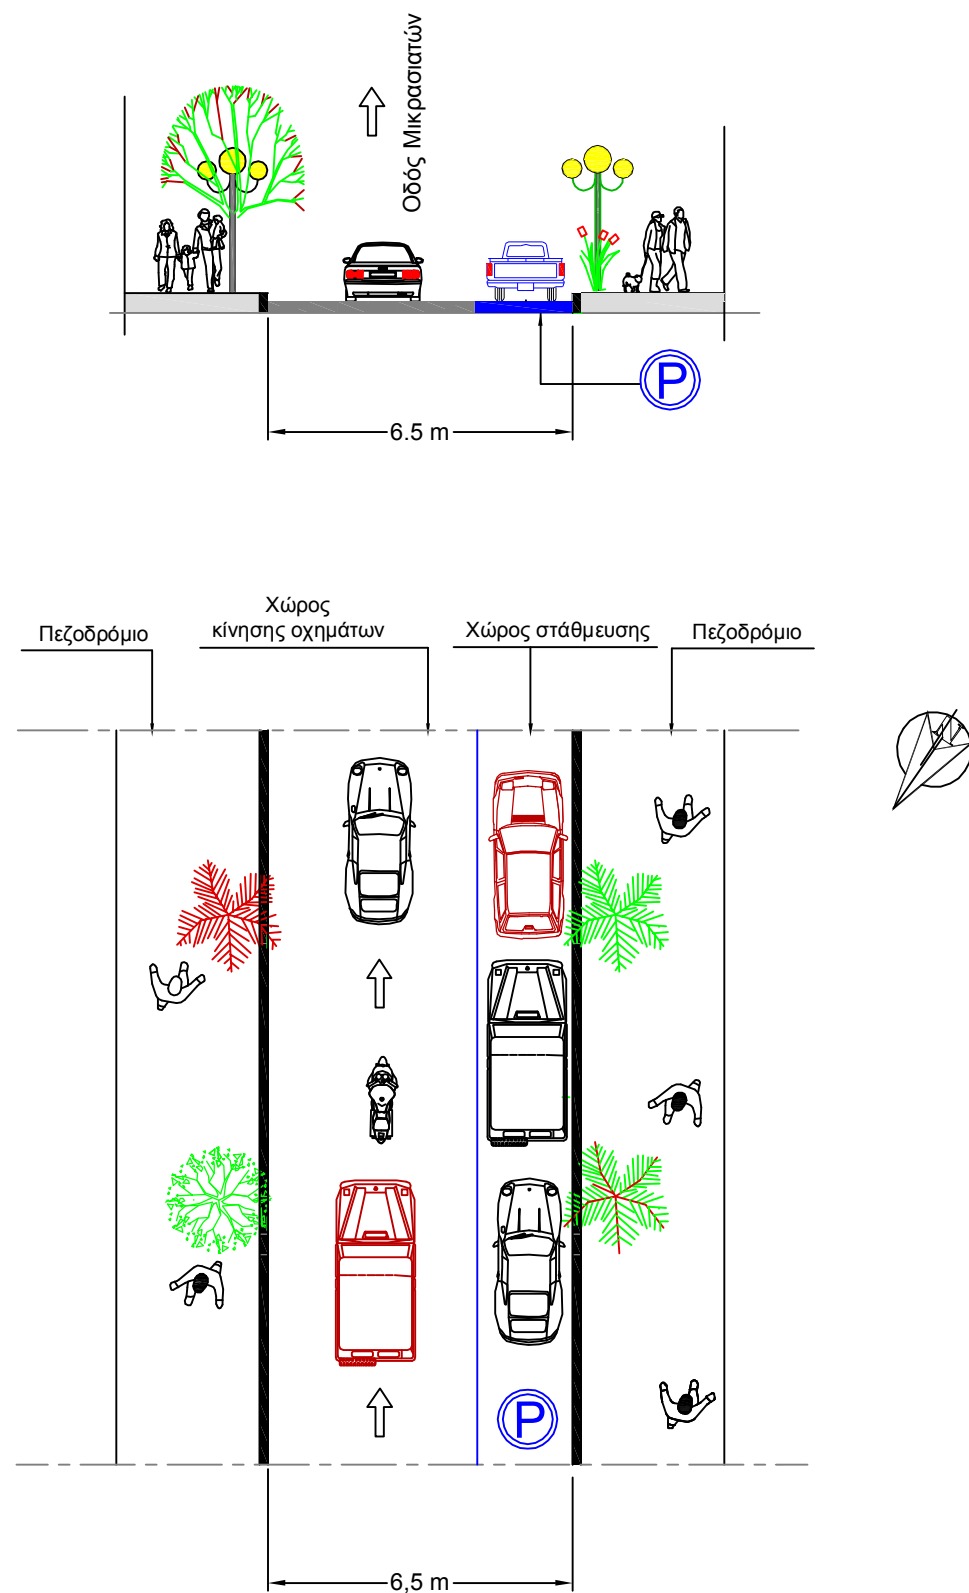 Οδός Μικρασιατών
P
6.5 m
Πεζοδρόμιο
Χώρος
κίνησης οχημάτων
Χώρος στάθμευσης
Πεζοδρόμιο
P
6,5 m